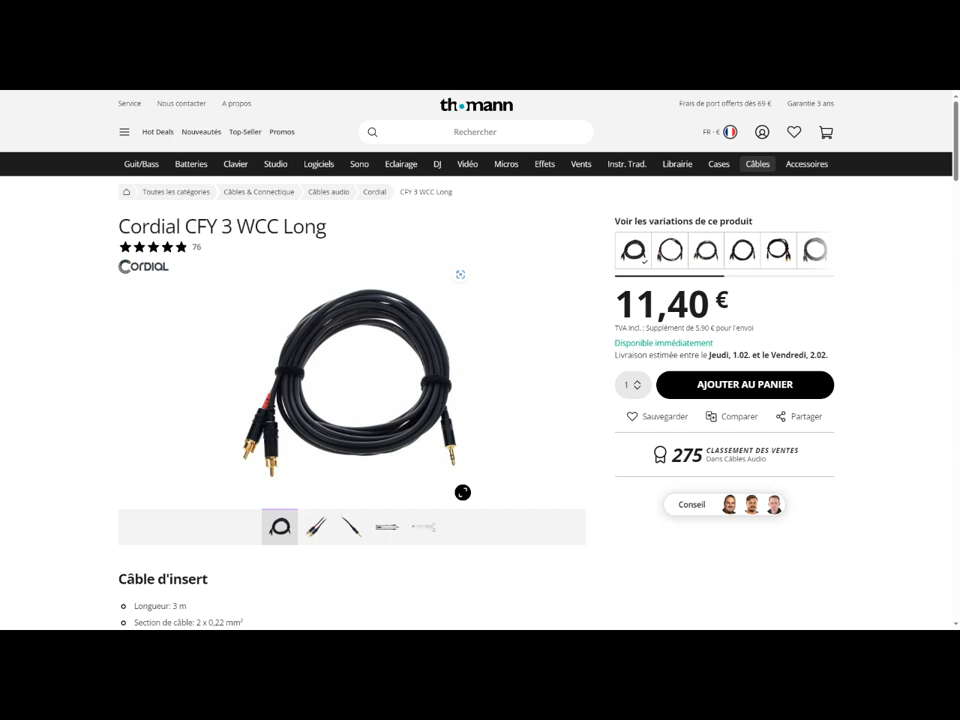 Service Nous contacter A propos
th•mann
Frais de port offerts dès 69 € Garantie 3 ans
Hot Deals Nouveautés Top-Seller Promos
Rechercher
FR · €
Guit/Bass Batteries Clavier Studio Logiciels Sono Eclairage DJ Vidéo Micros Effets Vents Instr. Trad. Librairie Cases Câbles Accessoires
Toutes les catégories Câbles & Connectique Câbles audio Cordial CFY 3 WCC Long
Cordial CFY 3 WCC Long
76
CORDIAL
Voir les variations de ce produit
11,40 €
TVA incl.: Supplément de 5,90 € pour l'envoi
Disponible immédiatement
Livraison estimée entre le Jeudi, 1.02. et le Vendredi, 2.02.
1
AJOUTER AU PANIER
Sauvegarder Comparer Partager
275 CLASSEMENT DES VENTES
Dans Câbles Audio
Conseil
Câble d'insert
Longueur: 3 m
Section de câble: 2 x 0,22 mm²